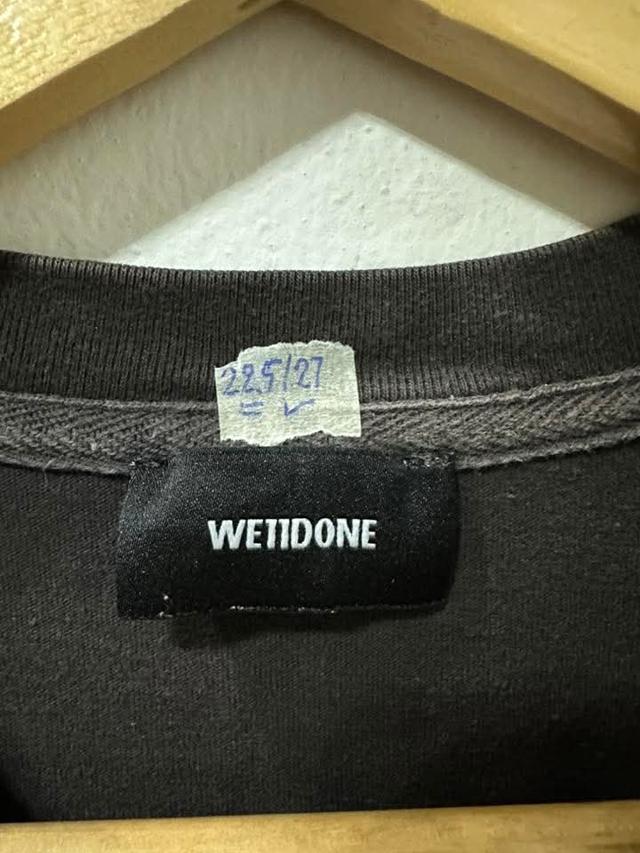 22.5/27
= ✓
WE11DONE